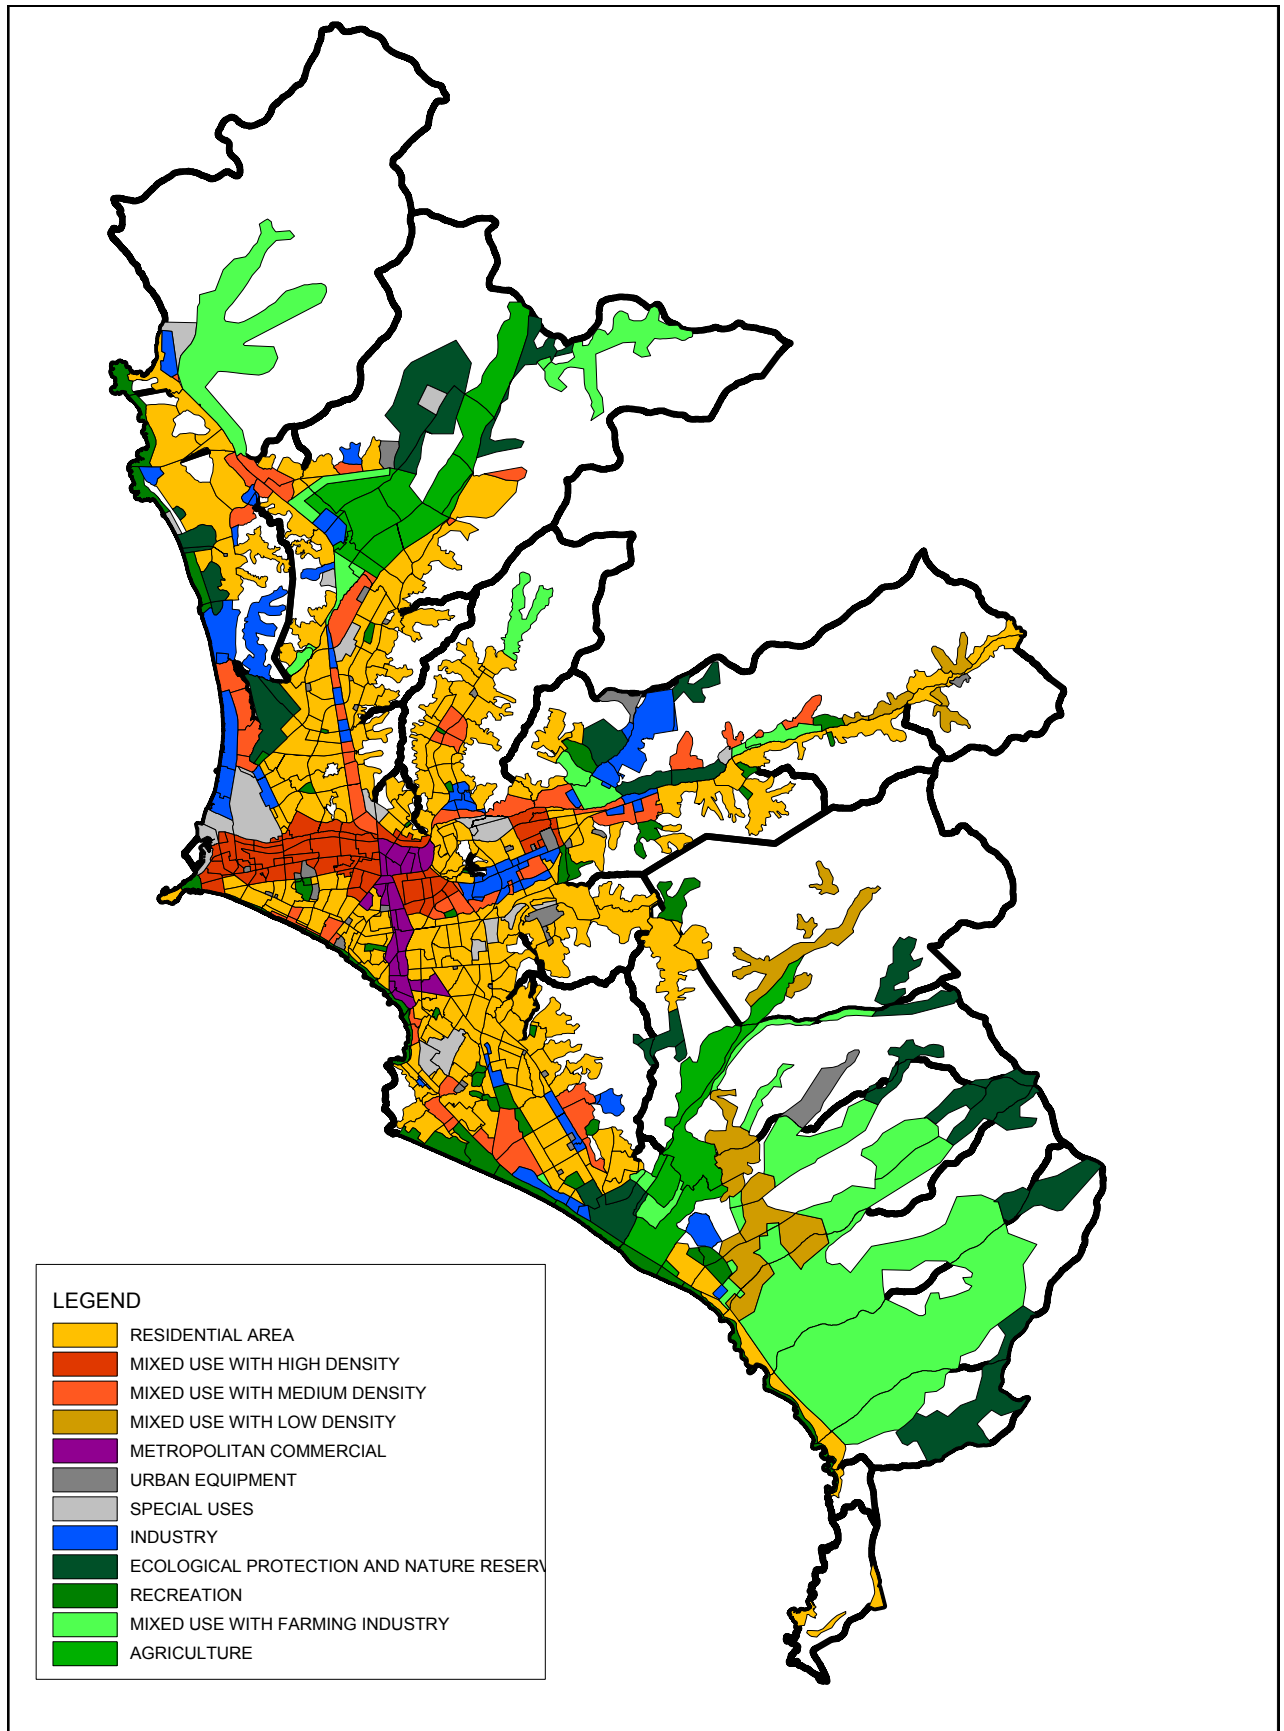 LEGEND
RESIDENTIAL AREA
MIXED USE WITH HIGH DENSITY
MIXED USE WITH MEDIUM DENSITY
MIXED USE WITH LOW DENSITY
METROPOLITAN COMMERCIAL
URBAN EQUIPMENT
SPECIAL USES
INDUSTRY
ECOLOGICAL PROTECTION AND NATURE RESERV
RECREATION
MIXED USE WITH FARMING INDUSTRY
AGRICULTURE